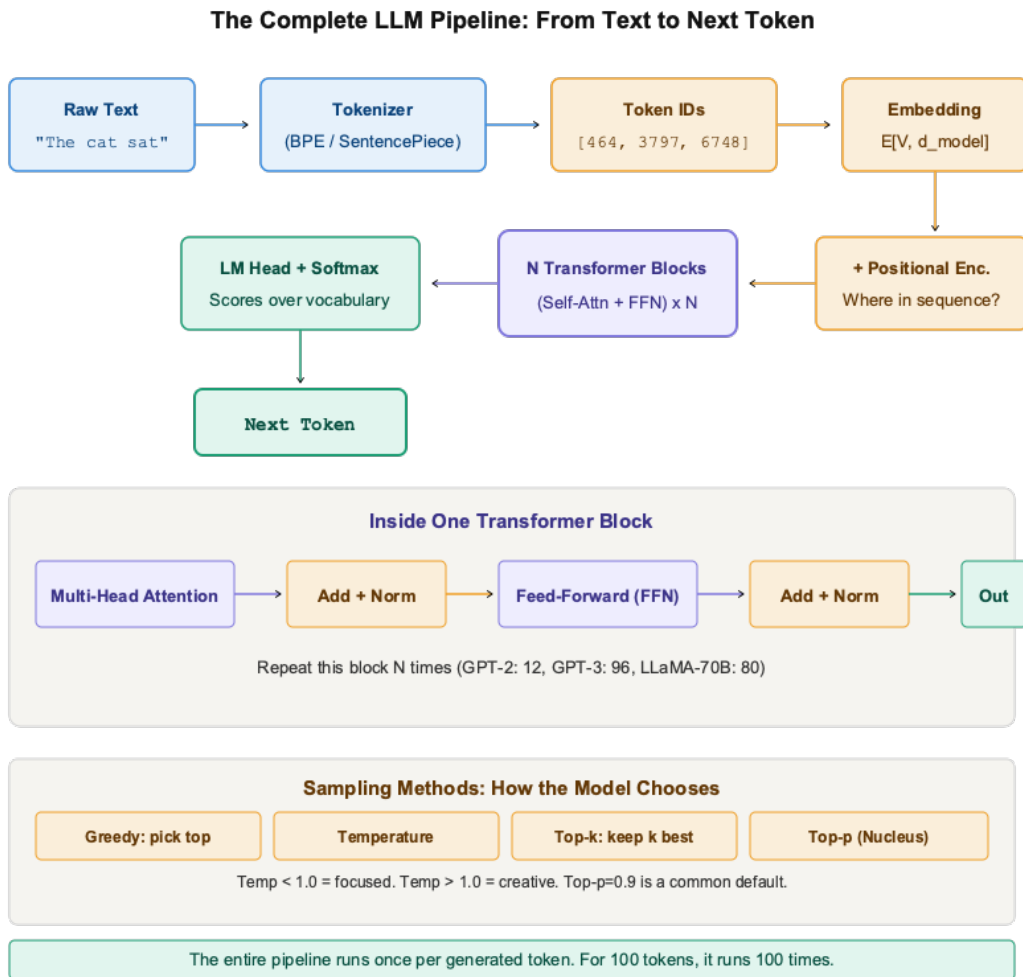 The Complete LLM Pipeline: From Text to Next Token
Raw Text
"The cat sat"
Tokenizer
(BPE / SentencePiece)
Token IDs
[464, 3797, 6748]
Embedding
E[V, d_model]
+ Positional Enc.
Where in sequence?
N Transformer Blocks
(Self-Attn + FFN) x N
LM Head + Softmax
Scores over vocabulary
Next Token
Inside One Transformer Block
Multi-Head Attention
Add + Norm
Feed-Forward (FFN)
Add + Norm
Out
Repeat this block N times (GPT-2: 12, GPT-3: 96, LLaMA-70B: 80)
Sampling Methods: How the Model Chooses
Greedy: pick top
Temperature
Top-k: keep k best
Top-p (Nucleus)
Temp < 1.0 = focused. Temp > 1.0 = creative. Top-p=0.9 is a common default.
The entire pipeline runs once per generated token. For 100 tokens, it runs 100 times.